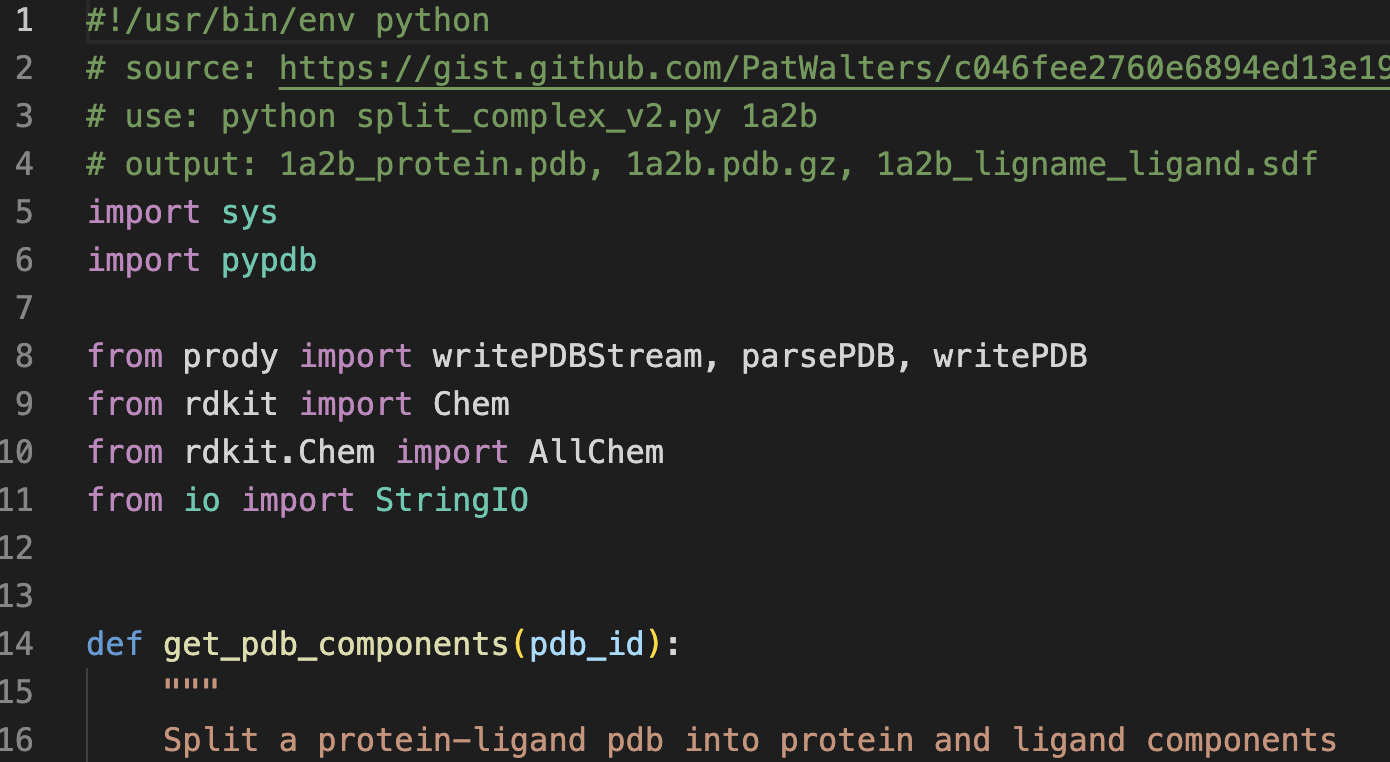 1 #!/usr/bin/env python
2 # source: https://gist.github.com/PatWalters/c046fee2760e6894ed13e19
3 # use: python split_complex_v2.py 1a2b
4 # output: 1a2b_protein.pdb, 1a2b.pdb.gz, 1a2b_ligname_ligand.sdf
5 import sys
6 import pypdb
7
8 from prody import writePDBStream, parsePDB, writePDB
9 from rdkit import Chem
10 from rdkit.Chem import AllChem
11 from io import StringIO
12
13
14 def get_pdb_components(pdb_id):
15 """
16 Split a protein-ligand pdb into protein and ligand components